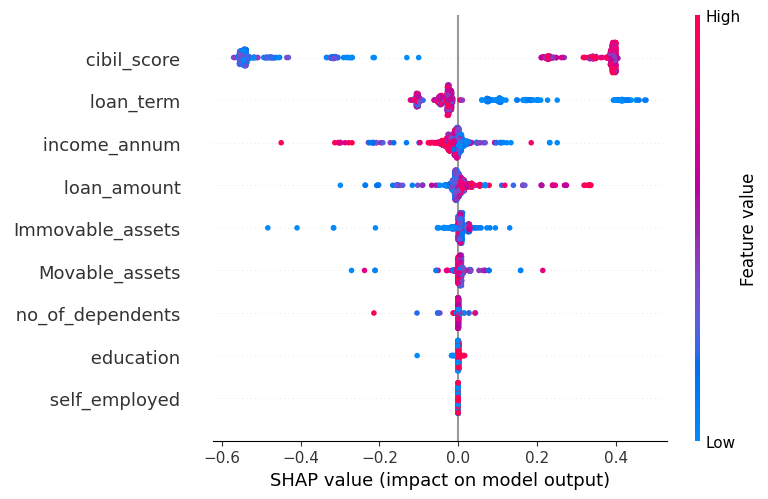 High
cibil_score
loan_term
income_annum
loan_amount
Immovable_assets
Movable_assets
no_of_dependents
education
self_employed
Feature value
Low
−0.6 −0.4 −0.2 0.0 0.2 0.4
SHAP value (impact on model output)